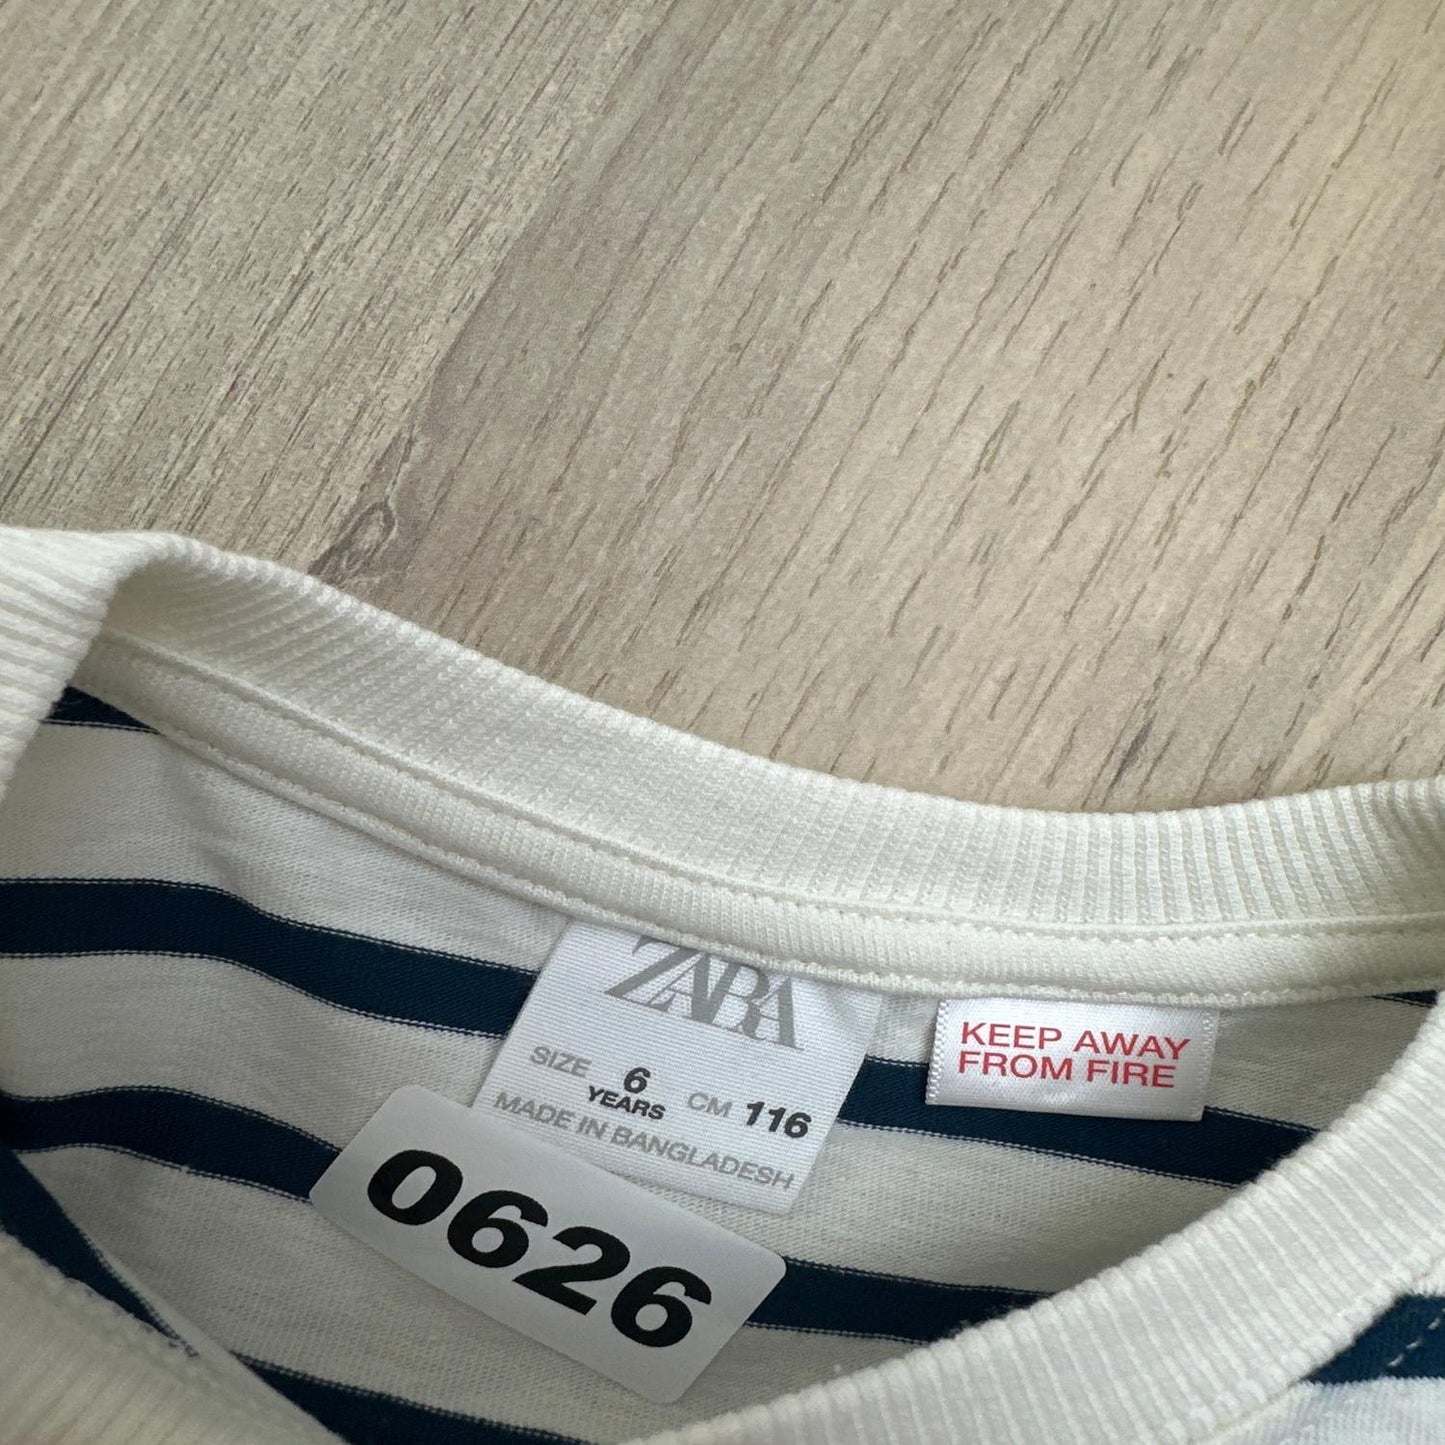 ZARA
SIZE 6 CM 116
YEARS
MADE IN BANGLADESH
KEEP AWAY
FROM FIRE
0626